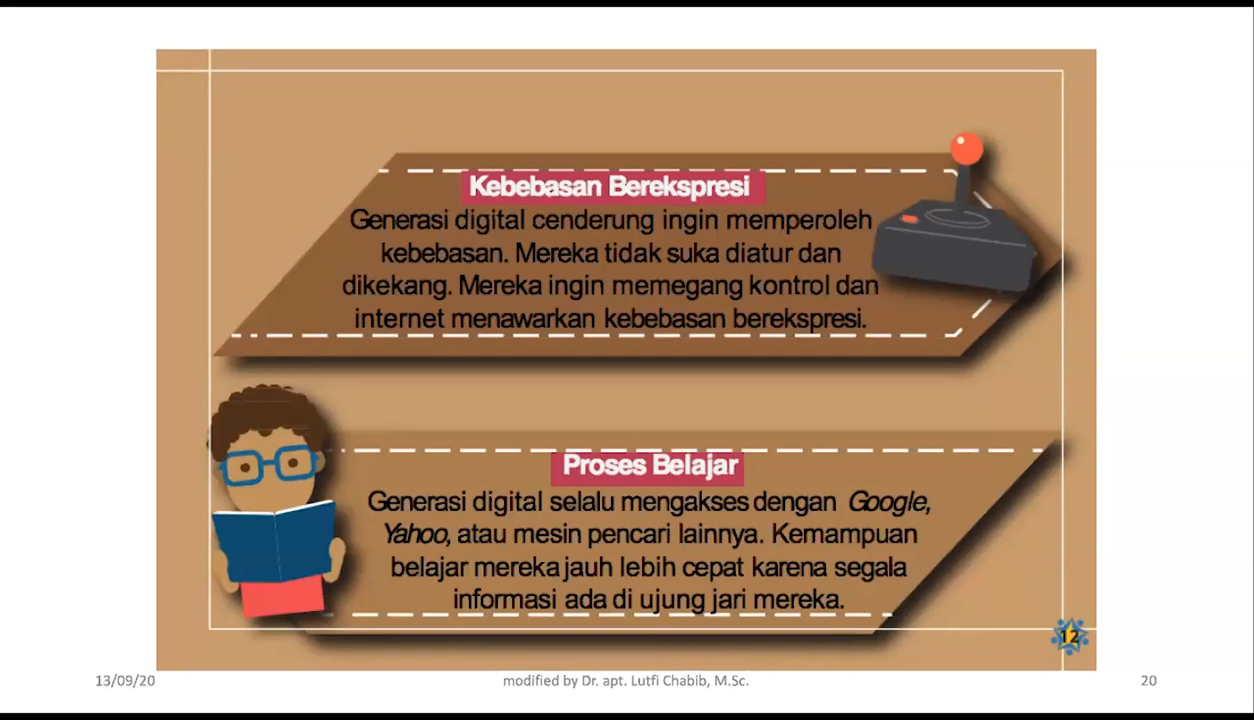 Kebebasan Berekspresi
Generasi digital cenderung ingin memperoleh
kebebasan. Mereka tidak suka diatur dan
dikekang. Mereka ingin memegang kontrol dan
internet menawarkan kebebasan berekspresi.
Proses Belajar
Generasi digital selalu mengakses dengan Google,
Yahoo, atau mesin pencari lainnya. Kemampuan
belajar mereka jauh lebih cepat karena segala
informasi ada di ujung jari mereka.
12
13/09/20
modified by Dr. apt. Lutfi Chabib, M.Sc.
20